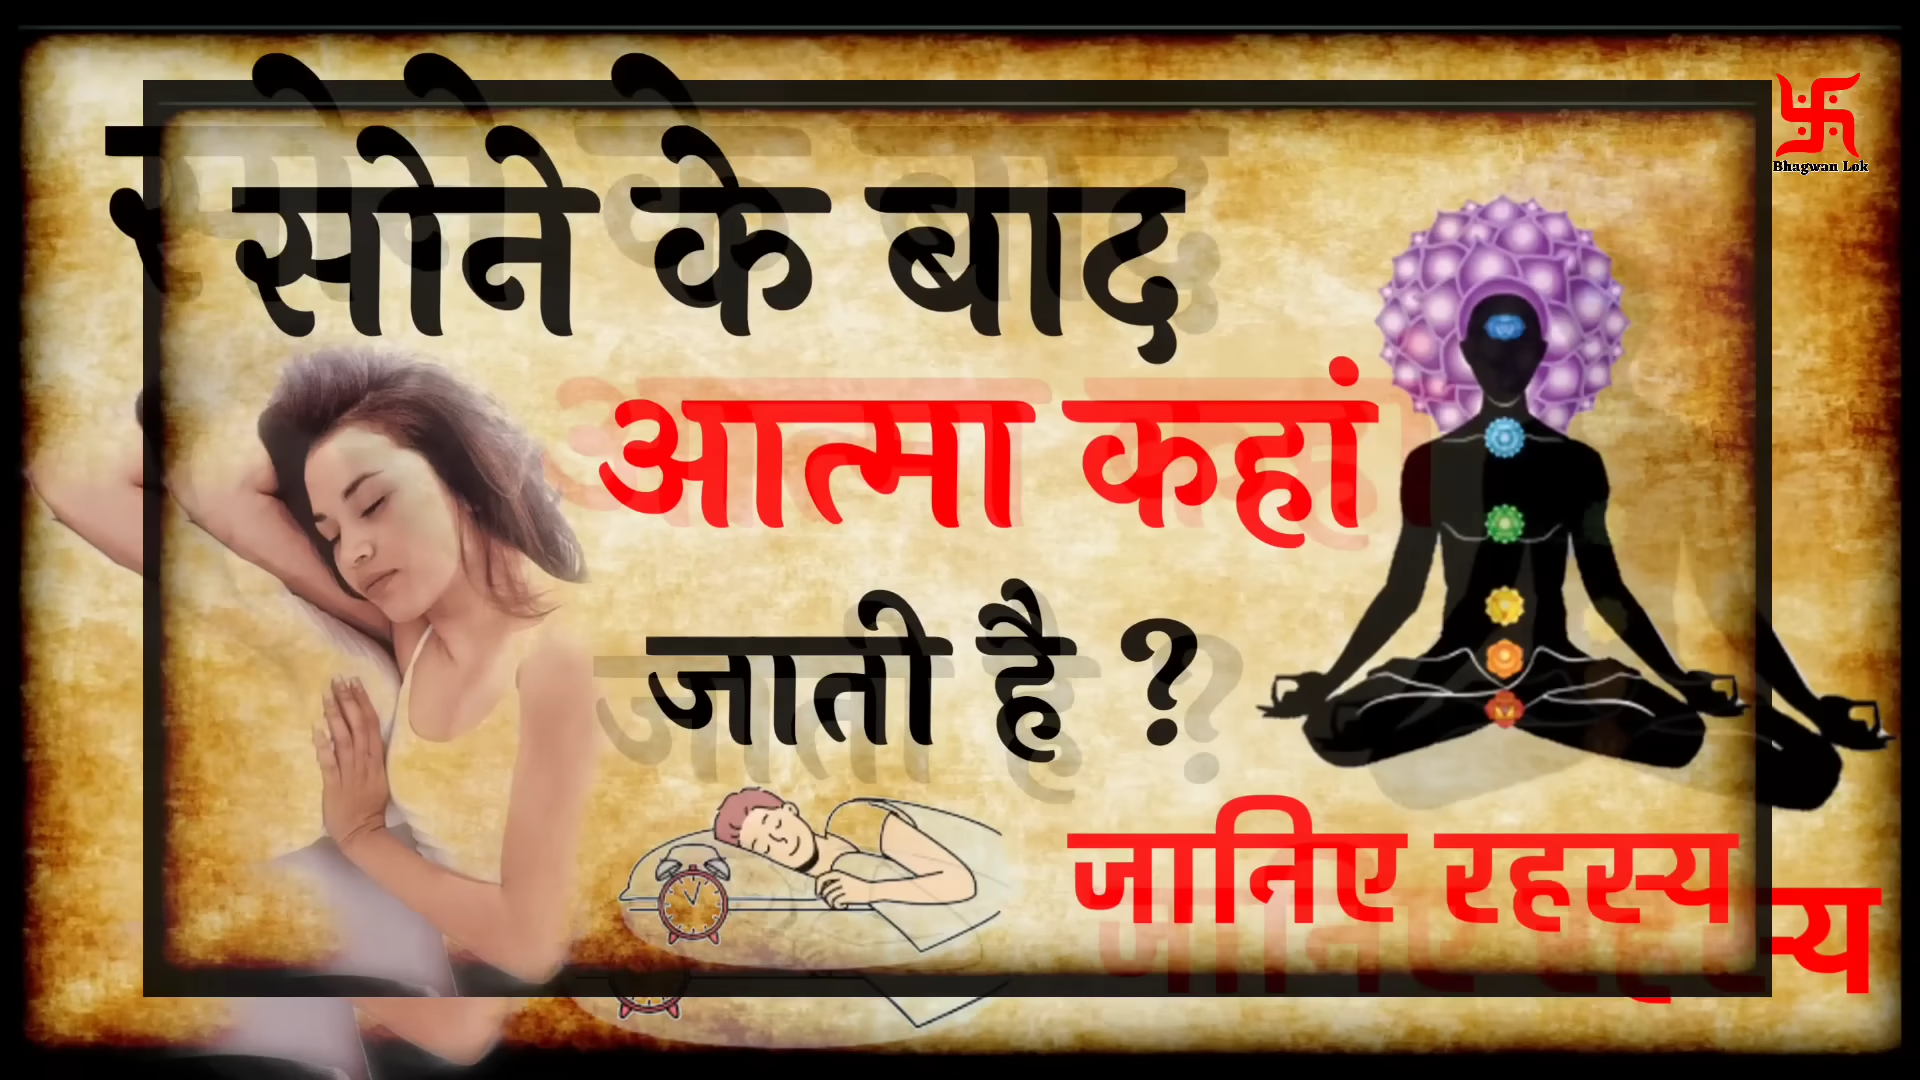 सोने के बाद
आत्मा कहां
जाती है ?
जानिए रहस्य
Bhagwan Lok